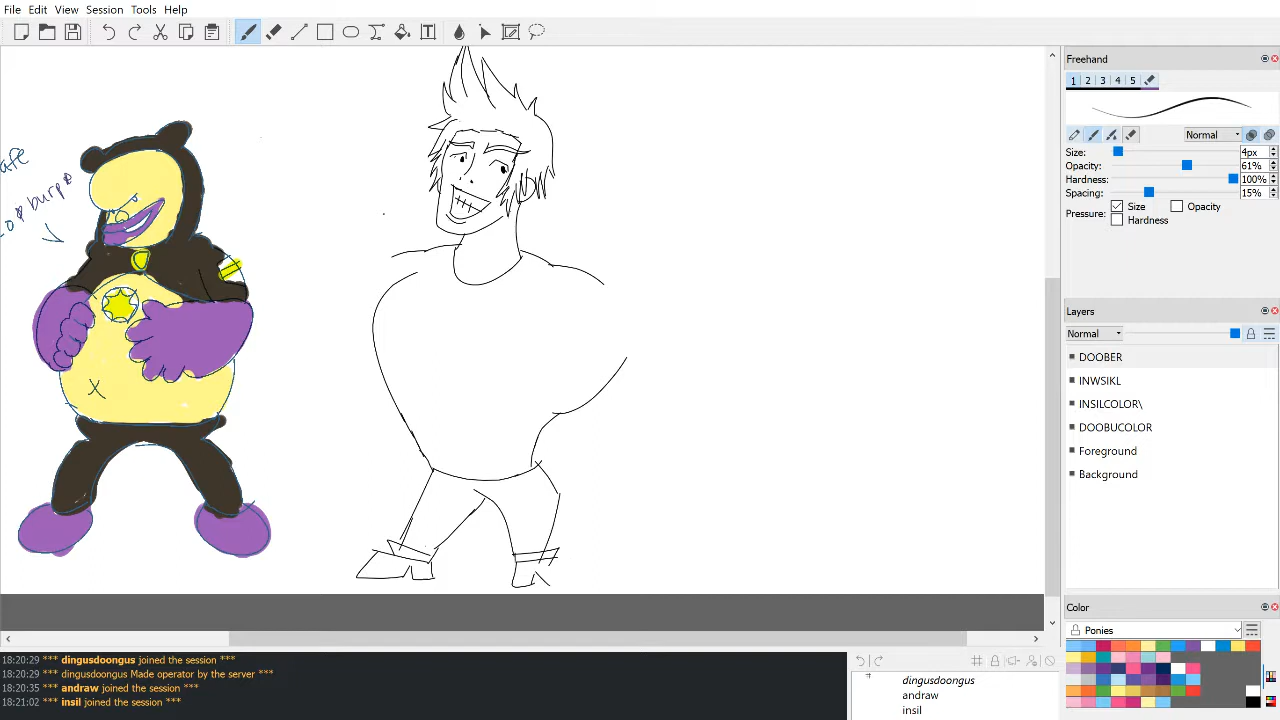 File Edit View Session Tools Help
Freehand
1 2 3 4 5
Normal
Size: 4px
Opacity: 61%
Hardness: 100%
Spacing: 15%
Pressure: Size Opacity
Hardness
afe
burp
Layers
Normal
DOOBER
INWSIKL
INSILCOLOR\
DOOBUCOLOR
Foreground
Background
Color
Ponies
18:20:29 *** dingusdoongus joined the session ***
18:20:29 *** dingusdoongus Made operator by the server ***
18:20:35 *** andraw joined the session ***
18:21:02 *** insil joined the session ***
dingusdoongus
andraw
insil